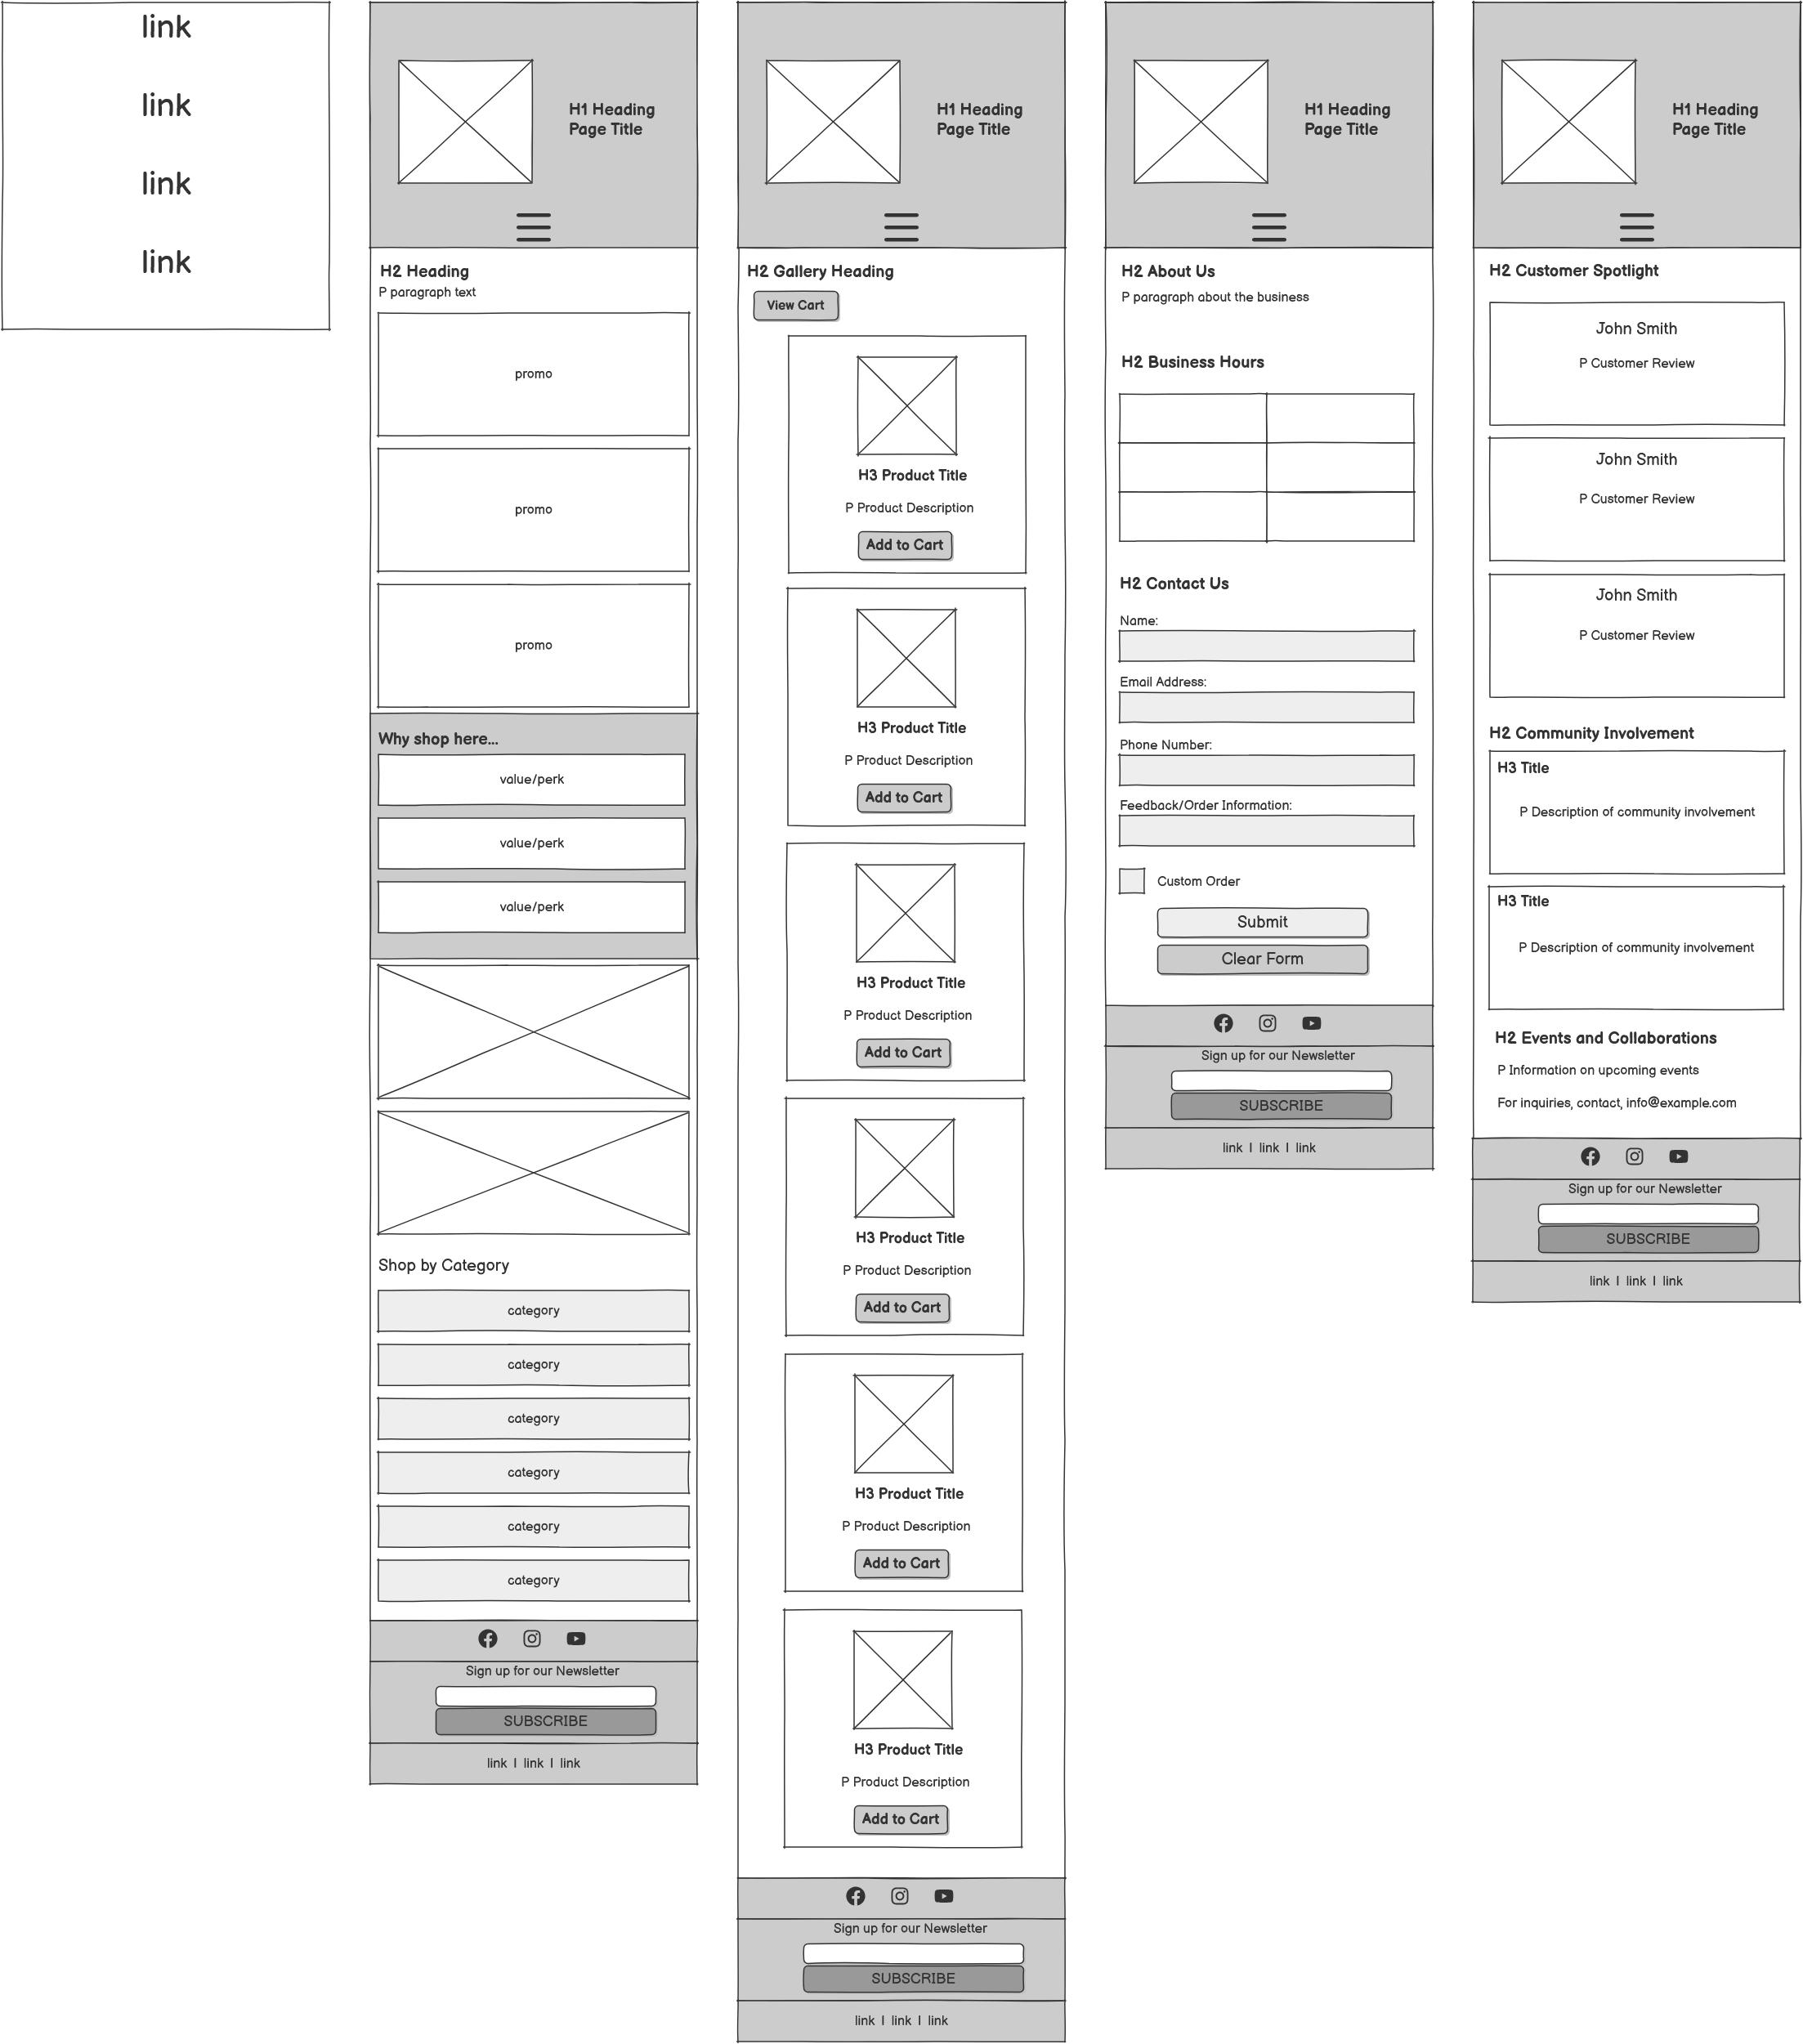 link
link
link
link
H1 Heading
Page Title
H2 Heading
P paragraph text
promo
promo
promo
Why shop here...
value/perk
value/perk
value/perk
Shop by Category
category
category
category
category
category
category
Sign up for our Newsletter
SUBSCRIBE
link | link | link
H1 Heading
Page Title
H2 Gallery Heading
View Cart
H3 Product Title
P Product Description
Add to Cart
H3 Product Title
P Product Description
Add to Cart
H3 Product Title
P Product Description
Add to Cart
H3 Product Title
P Product Description
Add to Cart
H3 Product Title
P Product Description
Add to Cart
H3 Product Title
P Product Description
Add to Cart
Sign up for our Newsletter
SUBSCRIBE
link | link | link
H1 Heading
Page Title
H2 About Us
P paragraph about the business
H2 Business Hours
H2 Contact Us
Name:
Email Address:
Phone Number:
Feedback/Order Information:
Custom Order
Submit
Clear Form
Sign up for our Newsletter
SUBSCRIBE
link | link | link
H1 Heading
Page Title
H2 Customer Spotlight
John Smith
P Customer Review
John Smith
P Customer Review
John Smith
P Customer Review
H2 Community Involvement
H3 Title
P Description of community involvement
H3 Title
P Description of community involvement
H2 Events and Collaborations
P Information on upcoming events
For inquiries, contact, info@example.com
Sign up for our Newsletter
SUBSCRIBE
link | link | link